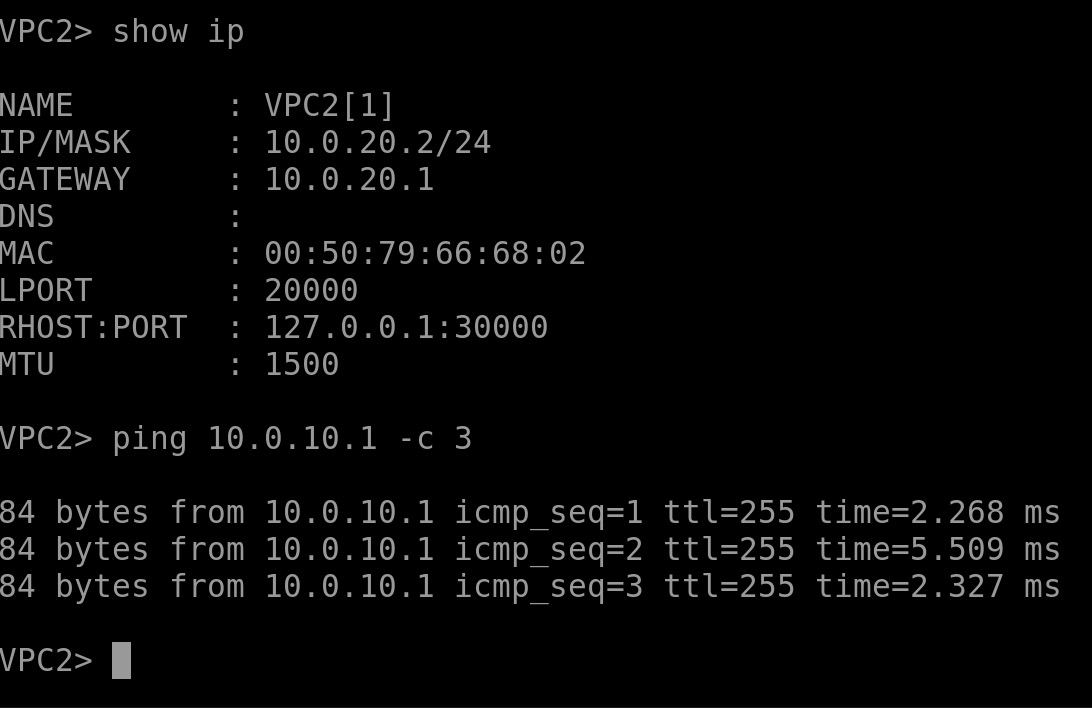 VPC2> show ip
NAME        : VPC2[1]
IP/MASK     : 10.0.20.2/24
GATEWAY     : 10.0.20.1
DNS         :
MAC         : 00:50:79:66:68:02
LPORT       : 20000
RHOST:PORT  : 127.0.0.1:30000
MTU         : 1500
VPC2> ping 10.0.10.1 -c 3
84 bytes from 10.0.10.1 icmp_seq=1 ttl=255 time=2.268 ms
84 bytes from 10.0.10.1 icmp_seq=2 ttl=255 time=5.509 ms
84 bytes from 10.0.10.1 icmp_seq=3 ttl=255 time=2.327 ms
VPC2>